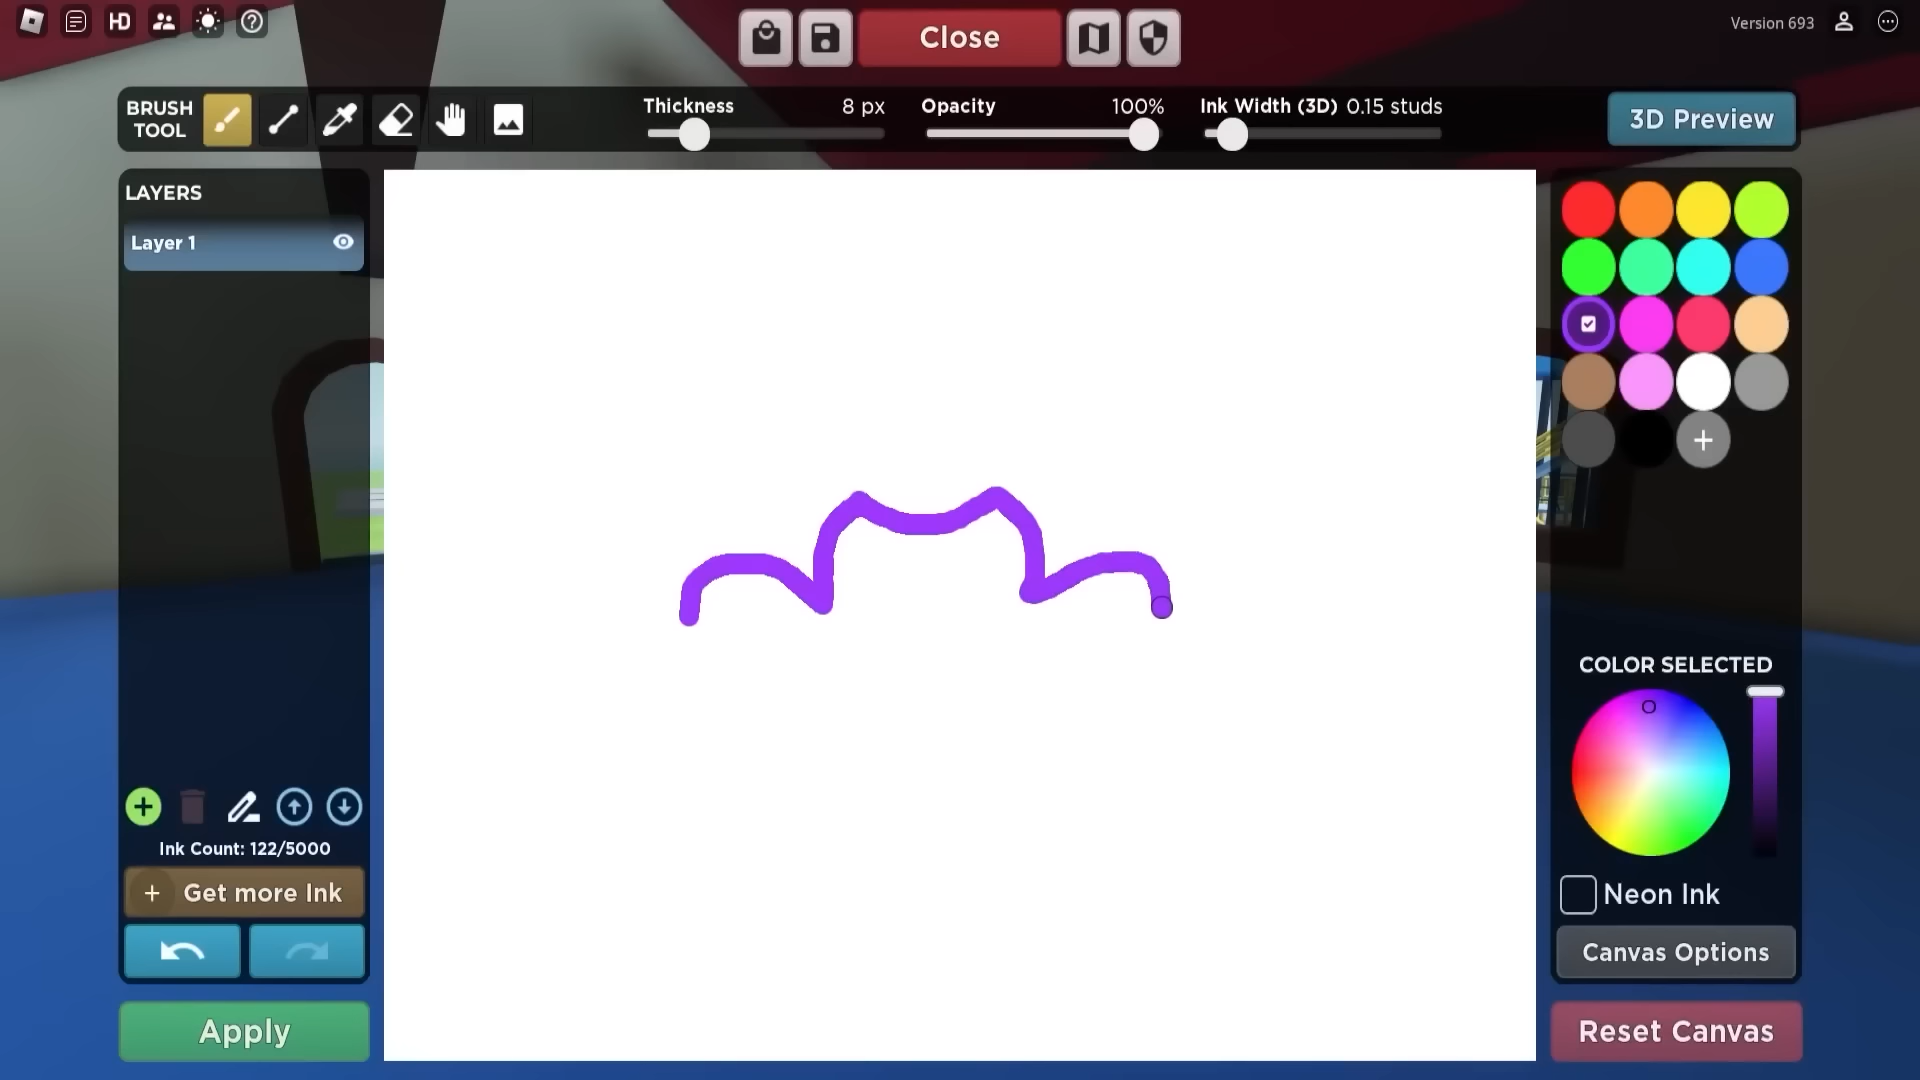 HD
Close
Version 693
BRUSH
TOOL
Thickness 8 px
Opacity 100%
Ink Width (3D) 0.15 studs
3D Preview
LAYERS
Layer 1
COLOR SELECTED
Ink Count: 122/5000
+ Get more Ink
Neon Ink
Canvas Options
Apply
Reset Canvas